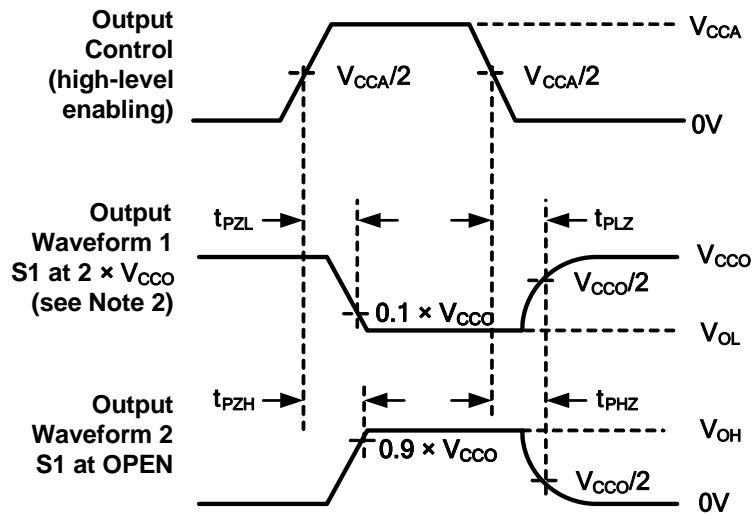 Output
Control
(high-level
enabling)
V_CCA
V_CCA/2
V_CCA/2
0V
Output
Waveform 1
S1 at 2 × V_CCO
(see Note 2)
t_PZL
t_PLZ
V_CCO
V_CCO/2
0.1 × V_CCO
V_OL
Output
Waveform 2
S1 at OPEN
t_PZH
t_PHZ
V_OH
0.9 × V_CCO
V_CCO/2
0V